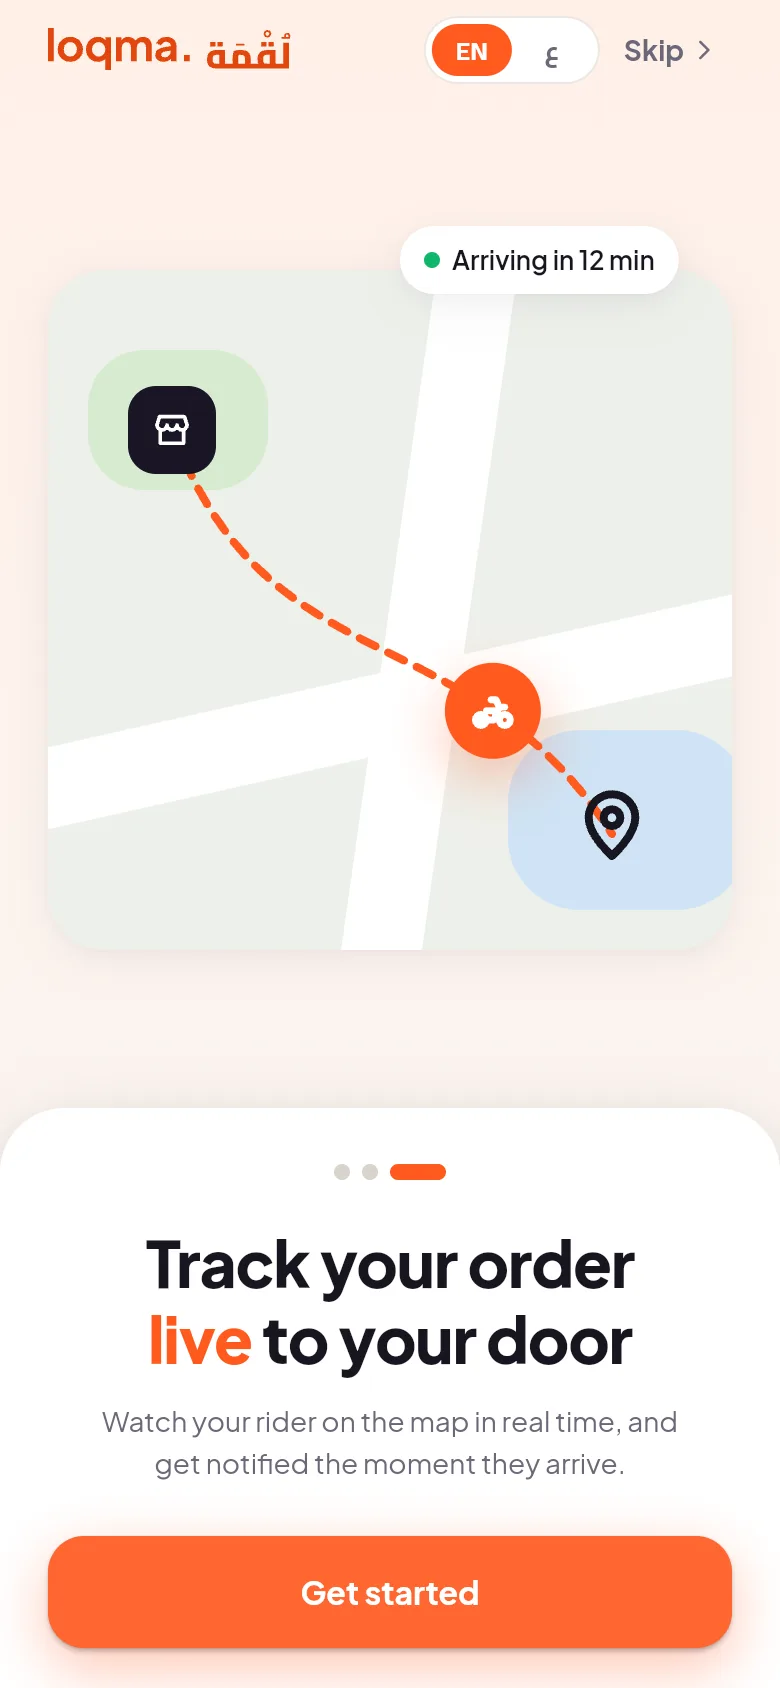 loqma. لُقْمَة
EN ع Skip
Arriving in 12 min
Track your order
live to your door
Watch your rider on the map in real time, and
get notified the moment they arrive.
Get started